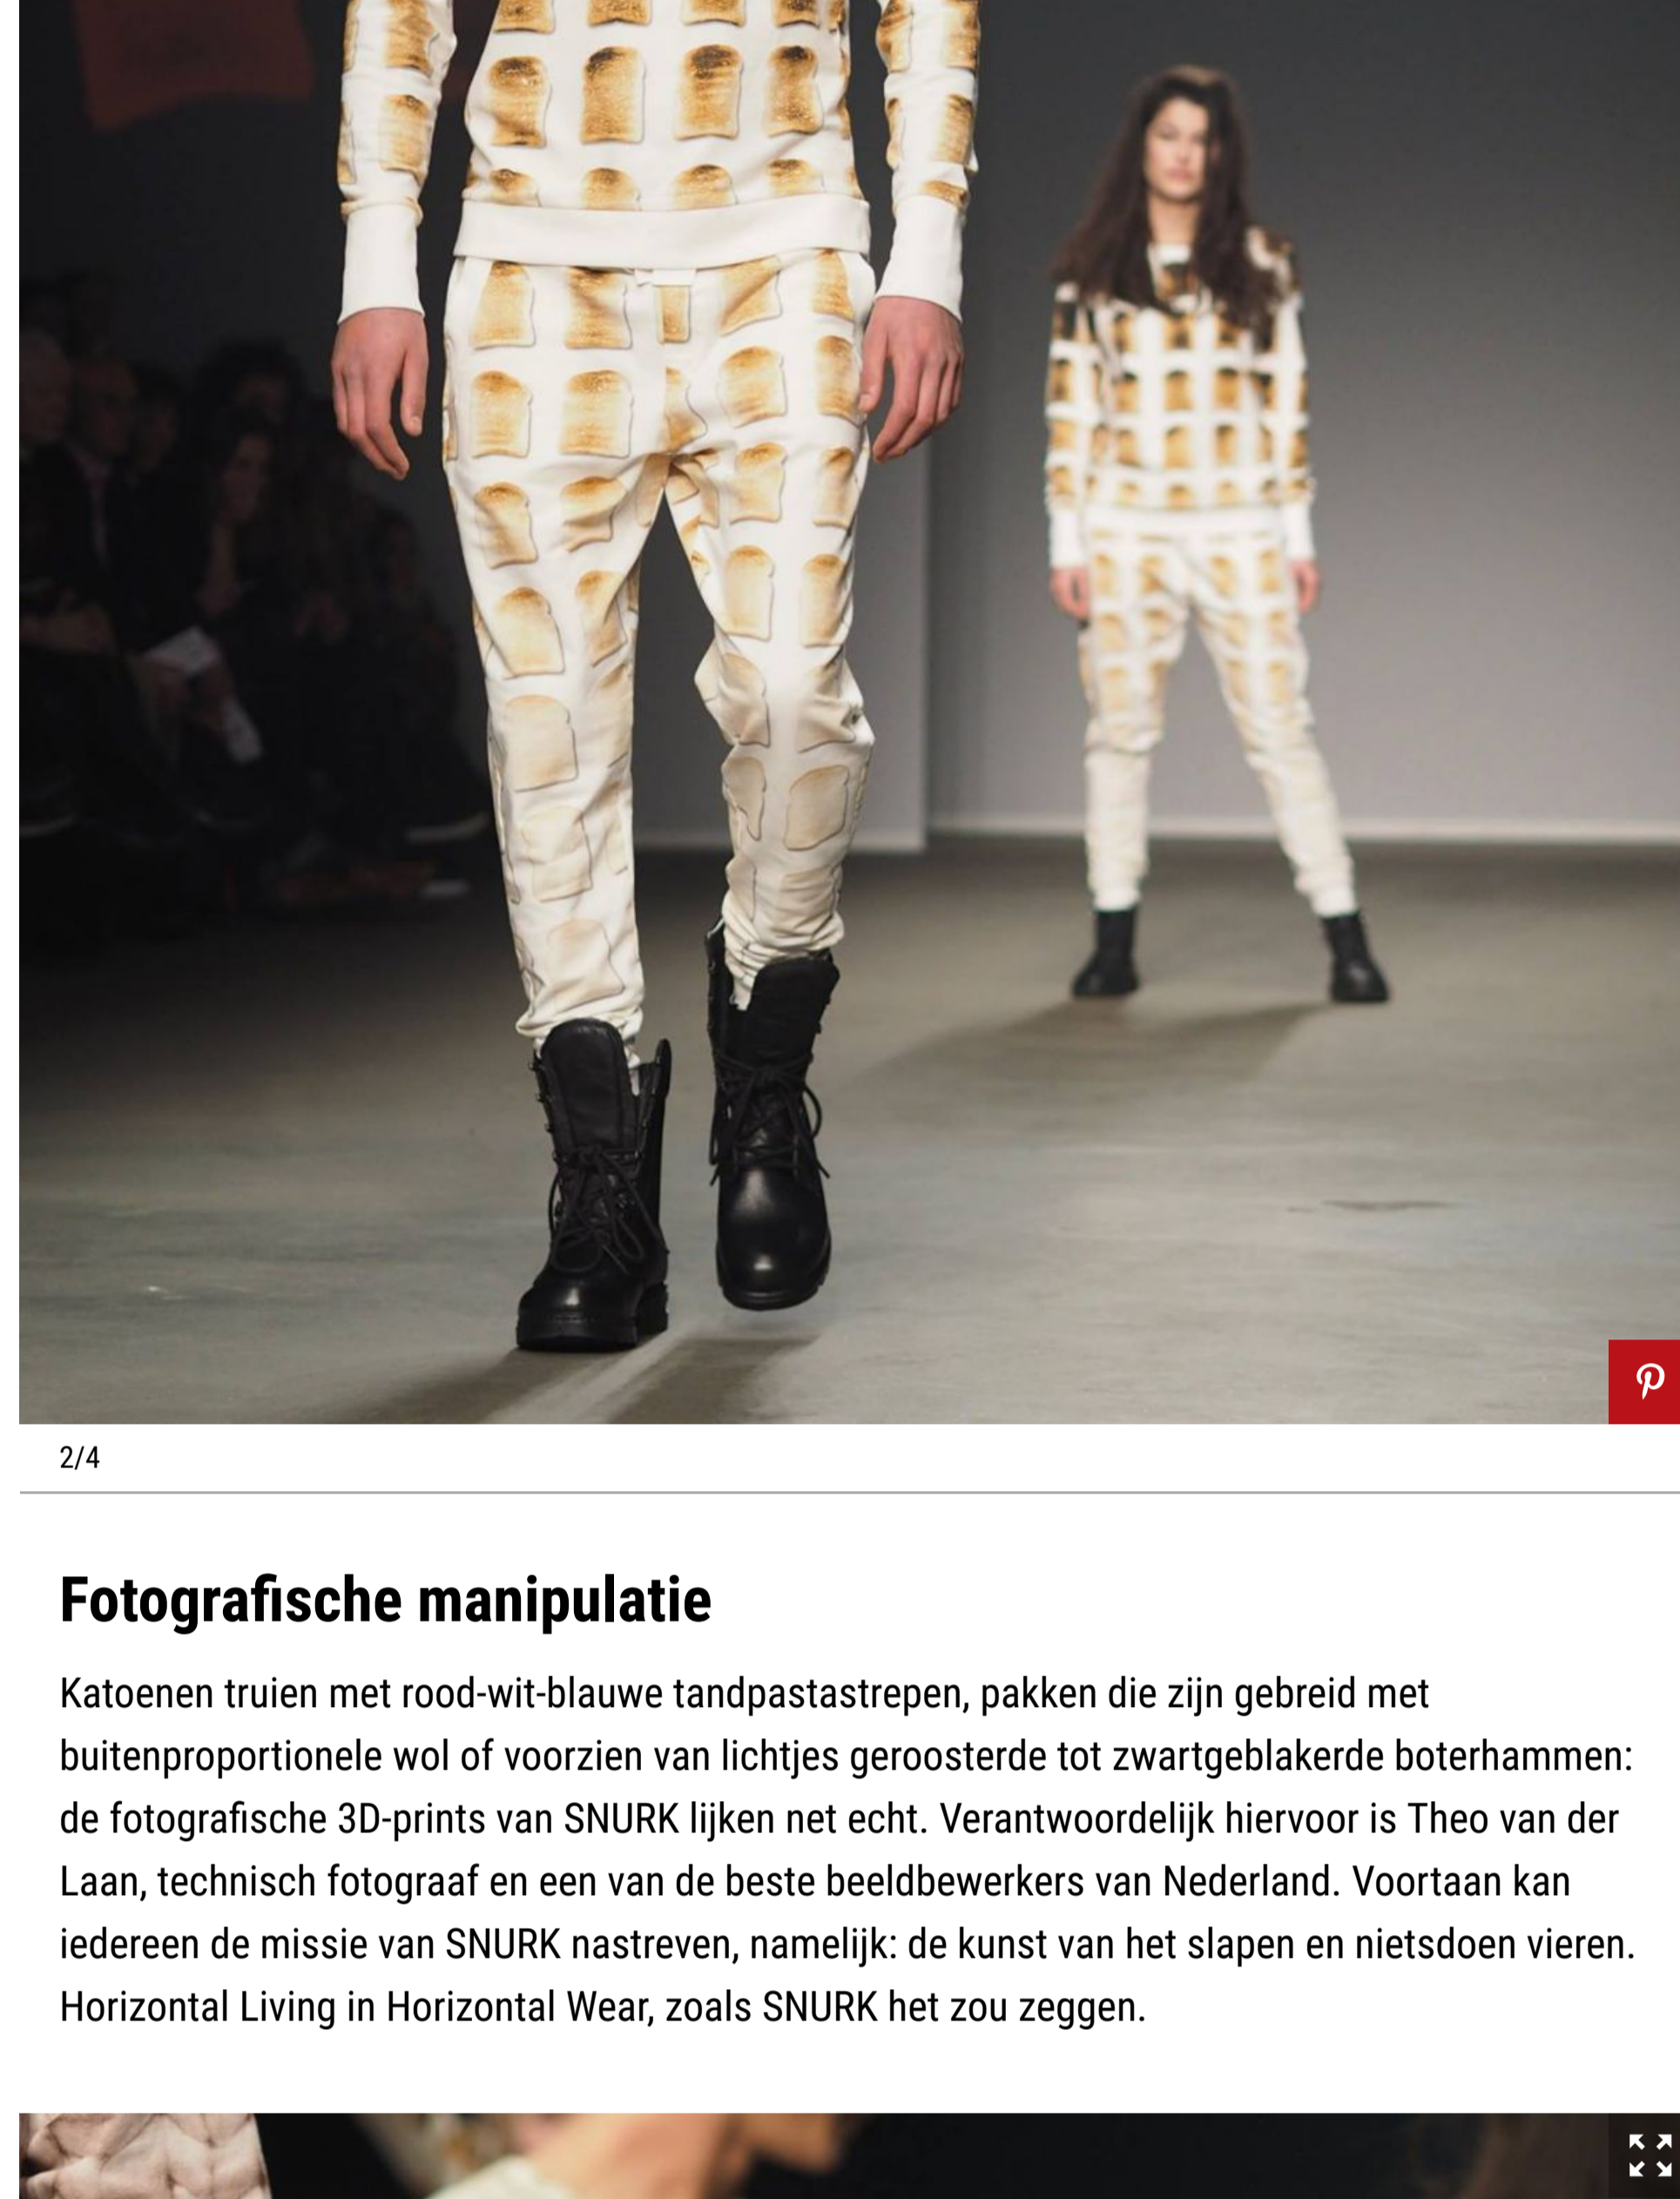 2/4
Fotografische manipulatie
Katoenen truien met rood-wit-blauwe tandpastastrepen, pakken die zijn gebreid met
buitenproportionele wol of voorzien van lichtjes geroosterde tot zwartgeblakerde boterhammen:
de fotografische 3D-prints van SNURK lijken net echt. Verantwoordelijk hiervoor is Theo van der
Laan, technisch fotograaf en een van de beste beeldbewerkers van Nederland. Voortaan kan
iedereen de missie van SNURK nastreven, namelijk: de kunst van het slapen en nietsdoen vieren.
Horizontal Living in Horizontal Wear, zoals SNURK het zou zeggen.